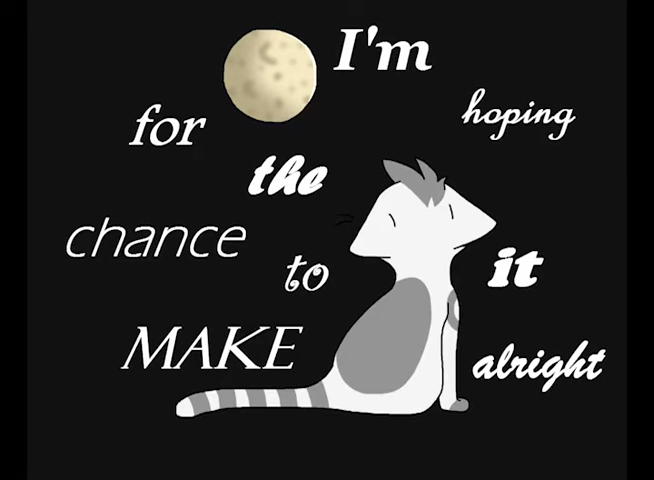 I'm
hoping
for
the
chance
to
MAKE
it
alright